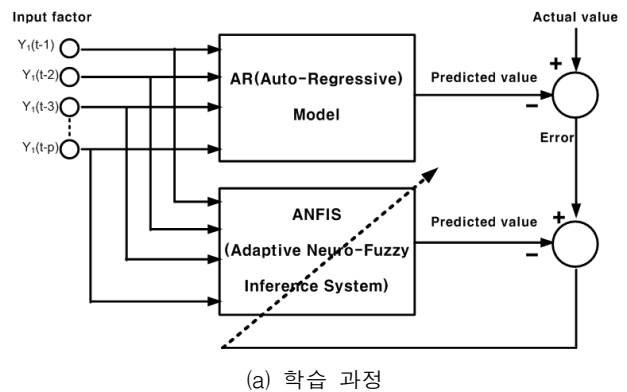 Input factor
Actual value
Y₁(t-1)
Y₁(t-2)
Y₁(t-3)
Y₁(t-p)
AR(Auto-Regressive)
Model
Predicted value
+
−
Error
ANFIS
(Adaptive Neuro-Fuzzy
Inference System)
Predicted value
+
−
(a) 학습 과정